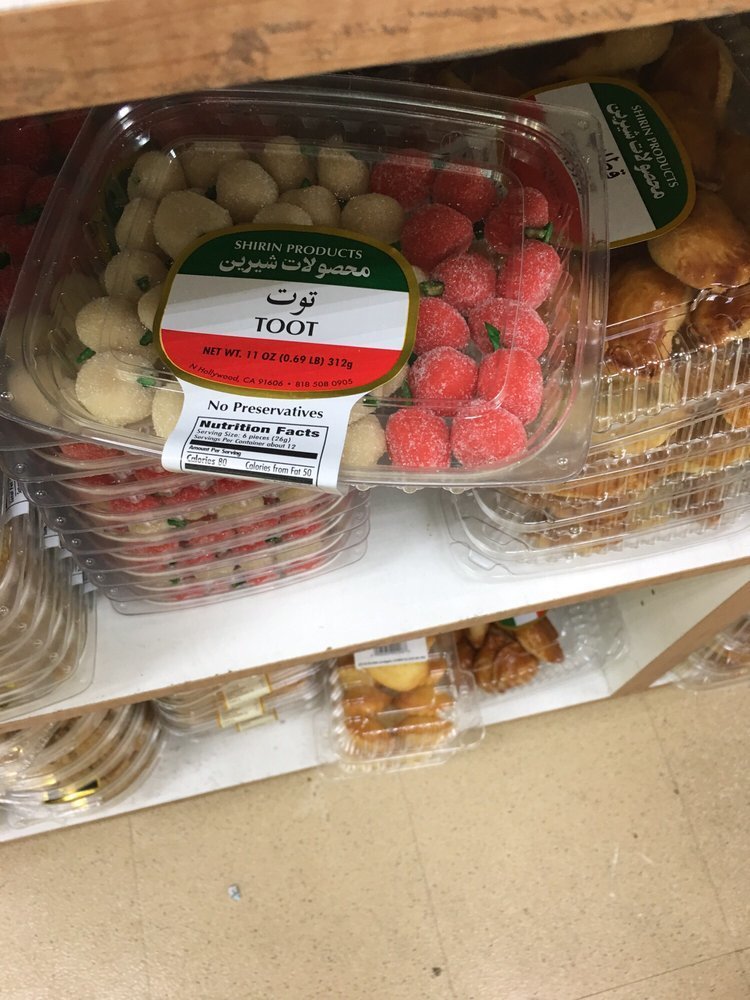 SHIRIN PRODUCTS
محصولات شیرین
توت
TOOT
NET WT. 11 OZ (0.69 LB) 312g
N Hollywood, CA 91606 • 818 508 0905
No Preservatives
Nutrition Facts
Serving Size: 6 pieces (26g)
Servings Per Container about 12
Amount Per Serving
Calories 80 Calories from Fat 50
SHIRIN PRODUCTS
محصولات شیرین